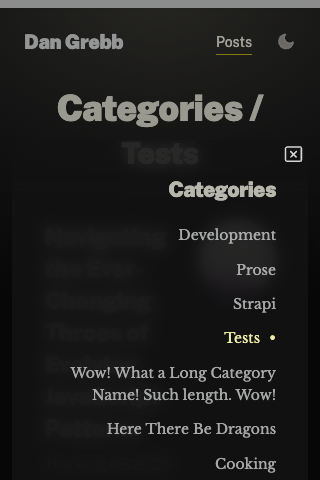 Dan Grebb
Posts
Categories /
Tests
Categories
Development
Prose
Strapi
Tests •
Wow! What a Long Category
Name! Such length. Wow!
Here There Be Dragons
Cooking